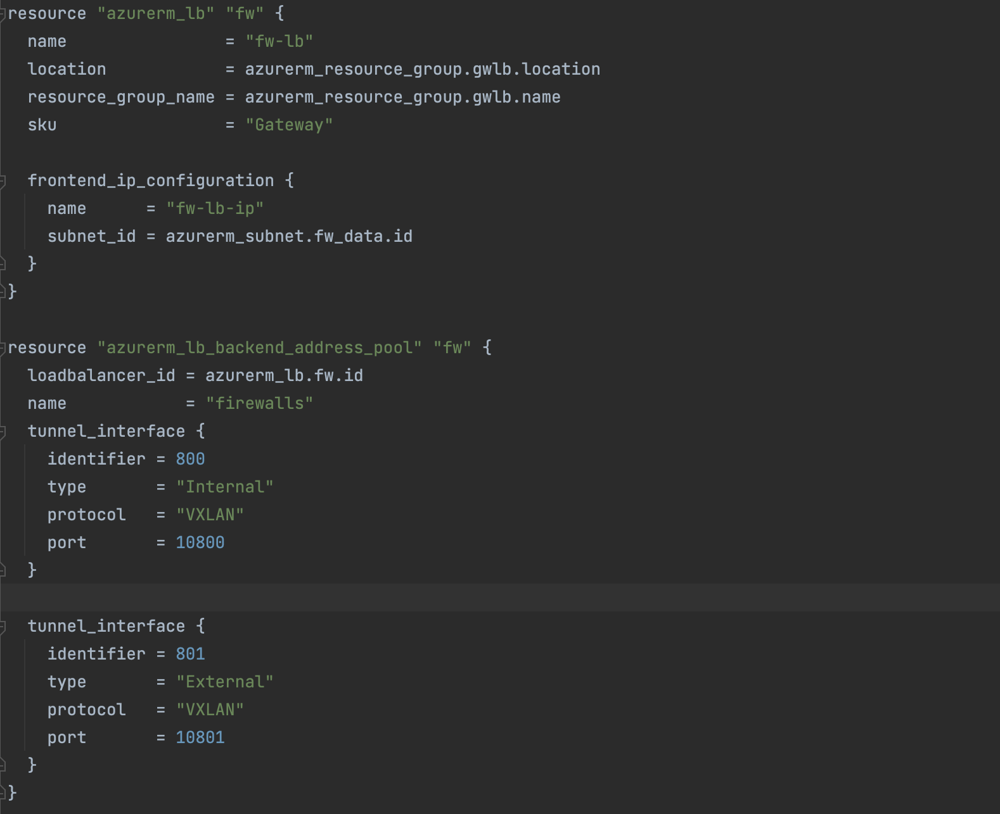 resource "azurerm_lb" "fw" {
  name                = "fw-lb"
  location            = azurerm_resource_group.gwlb.location
  resource_group_name = azurerm_resource_group.gwlb.name
  sku                 = "Gateway"

  frontend_ip_configuration {
    name      = "fw-lb-ip"
    subnet_id = azurerm_subnet.fw_data.id
  }
}

resource "azurerm_lb_backend_address_pool" "fw" {
  loadbalancer_id = azurerm_lb.fw.id
  name            = "firewalls"
  tunnel_interface {
    identifier = 800
    type       = "Internal"
    protocol   = "VXLAN"
    port       = 10800
  }

  tunnel_interface {
    identifier = 801
    type       = "External"
    protocol   = "VXLAN"
    port       = 10801
  }
}